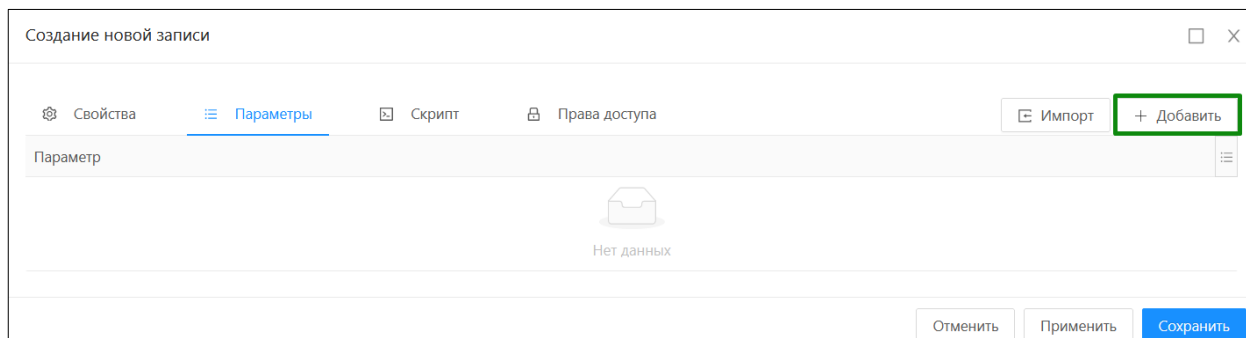 Создание новой записи
Свойства Параметры Скрипт Права доступа Импорт + Добавить
Параметр
Нет данных
Отменить Применить Сохранить